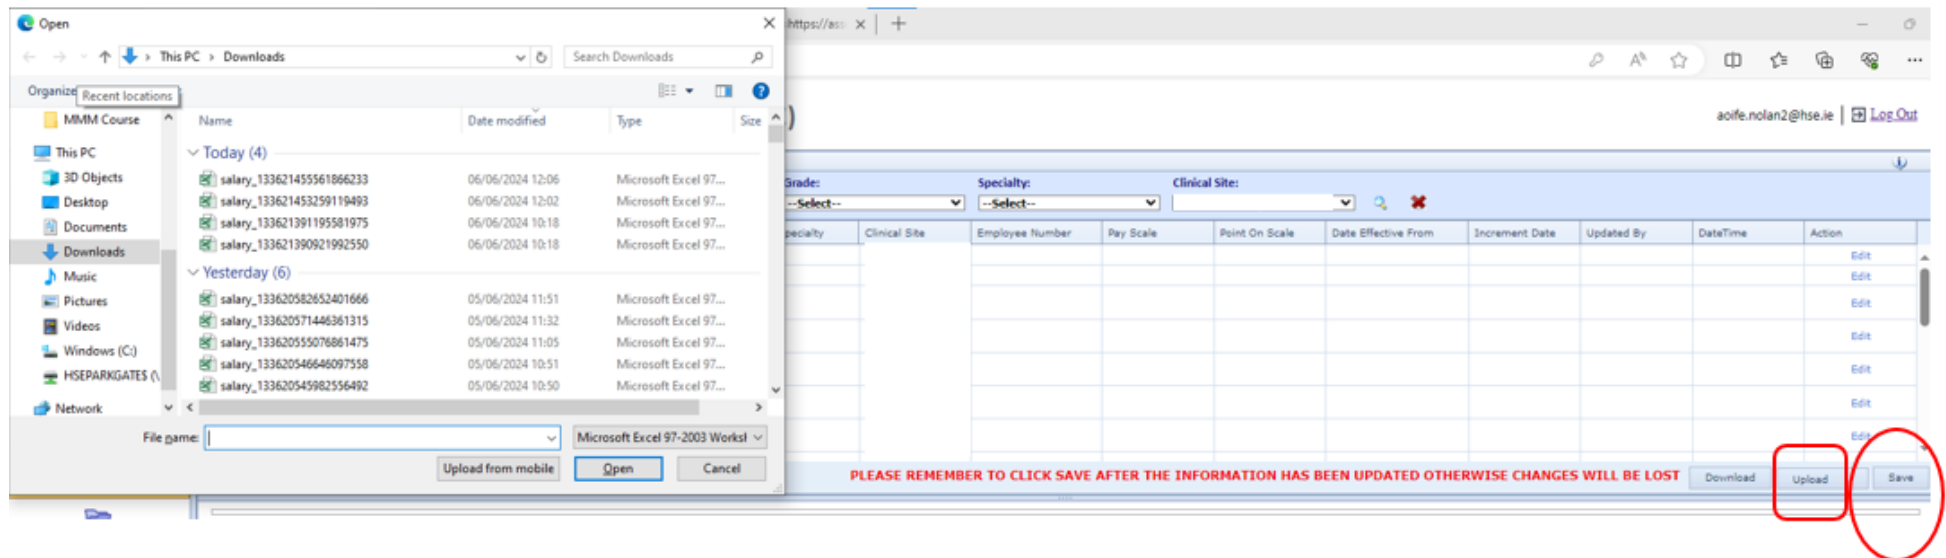 Open
https://ass
This PC > Downloads
Search Downloads
Organize
Recent locations
aoife.nolan2@hse.ie | Log Out
MMM Course
This PC
3D Objects
Desktop
Documents
Downloads
Music
Pictures
Videos
Windows (C:)
HSEPARKGATE$ (\
Network
Name Date modified Type Size
Today (4)
salary_133621455561866233 06/06/2024 12:06 Microsoft Excel 97...
salary_133621453259119493 06/06/2024 12:02 Microsoft Excel 97...
salary_133621391195581975 06/06/2024 10:18 Microsoft Excel 97...
salary_133621390921992550 06/06/2024 10:18 Microsoft Excel 97...
Yesterday (6)
salary_133620582652401666 05/06/2024 11:51 Microsoft Excel 97...
salary_133620571446361315 05/06/2024 11:32 Microsoft Excel 97...
salary_133620555076861475 05/06/2024 11:05 Microsoft Excel 97...
salary_133620546646097558 05/06/2024 10:51 Microsoft Excel 97...
salary_133620545982556492 05/06/2024 10:50 Microsoft Excel 97...
File name: Microsoft Excel 97-2003 Worksl
Upload from mobile Open Cancel
)
Grade: Specialty: Clinical Site:
--Select-- --Select--
pecialty Clinical Site Employee Number Pay Scale Point On Scale Date Effective From Increment Date Updated By DateTime Action
Edit
Edit
Edit
Edit
Edit
Edit
Edit
PLEASE REMEMBER TO CLICK SAVE AFTER THE INFORMATION HAS BEEN UPDATED OTHERWISE CHANGES WILL BE LOST Download Upload Save